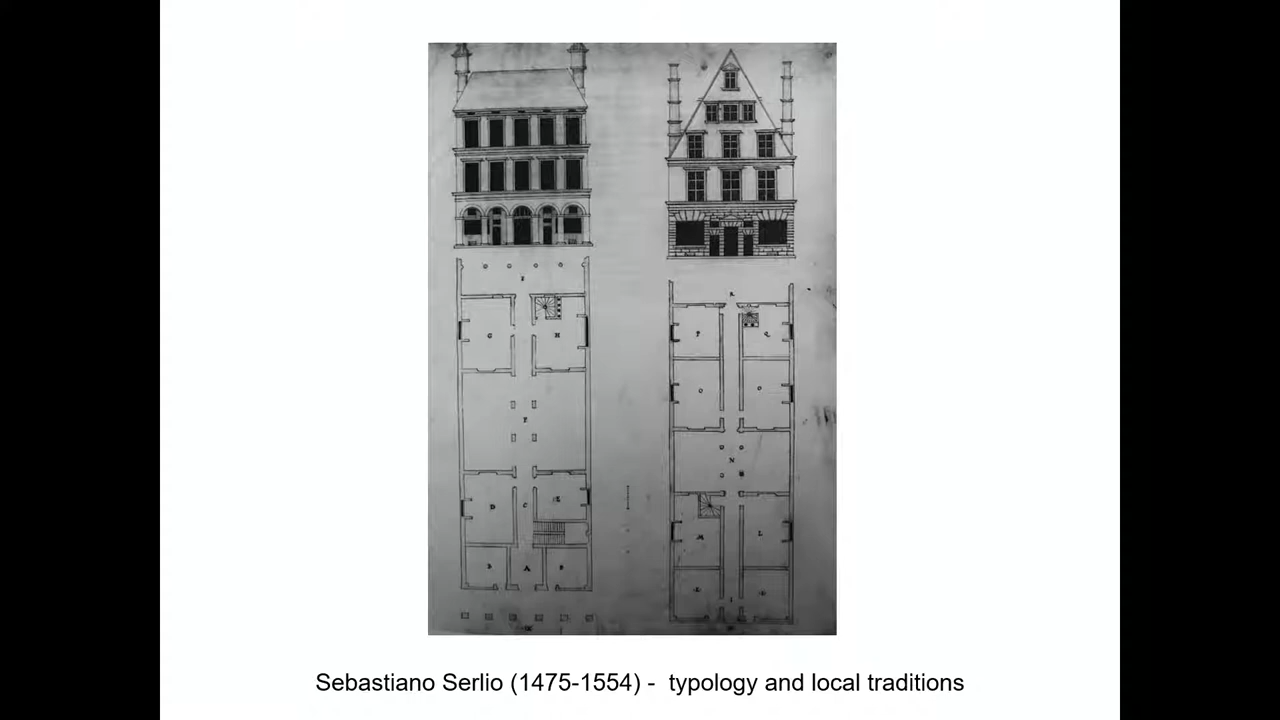 G
H
F
D
C
E
A
P
Q
O
N
M
L
I
Sebastiano Serlio (1475-1554) -  typology and local traditions